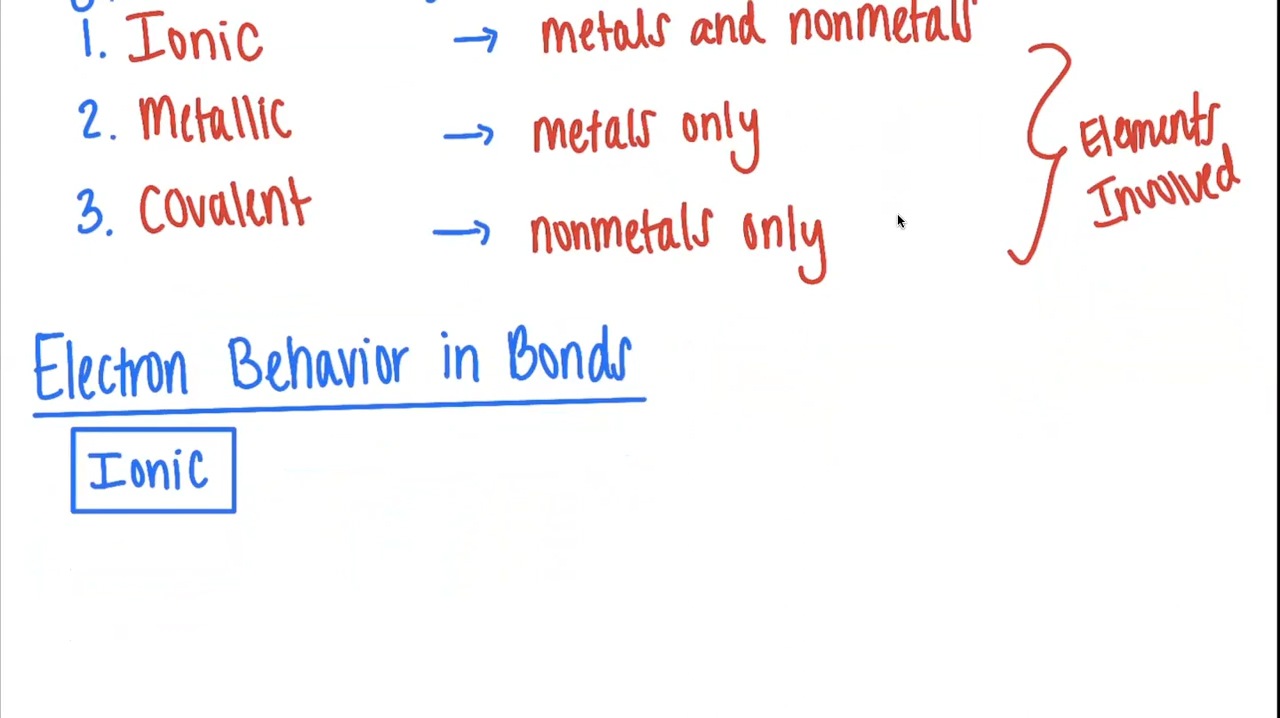 1. Ionic → metals and nonmetals
2. Metallic → metals only
3. Covalent → nonmetals only
Elements
Involved
Electron Behavior in Bonds
Ionic